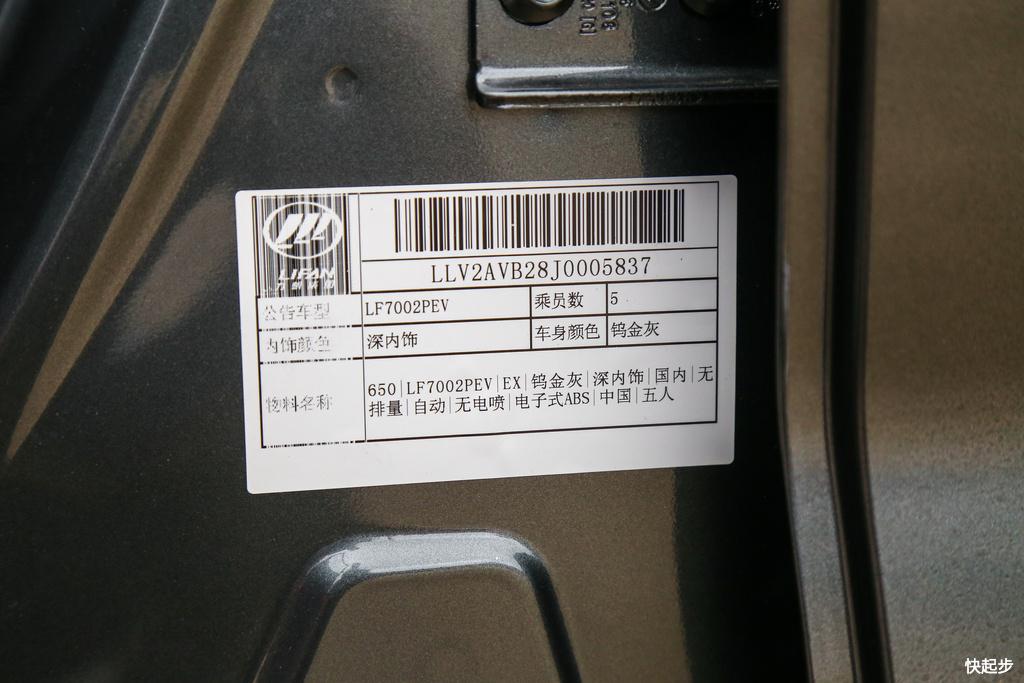 LIFAN
LLV2AVB28J0005837
公告车型 LF7002PEV 乘员数 5
内饰颜色 深内饰 车身颜色 钨金灰
物料名称
650|LF7002PEV|EX|钨金灰|深内饰|国内|无
排量|自动|无电喷|电子式ABS|中国|五人
快起步